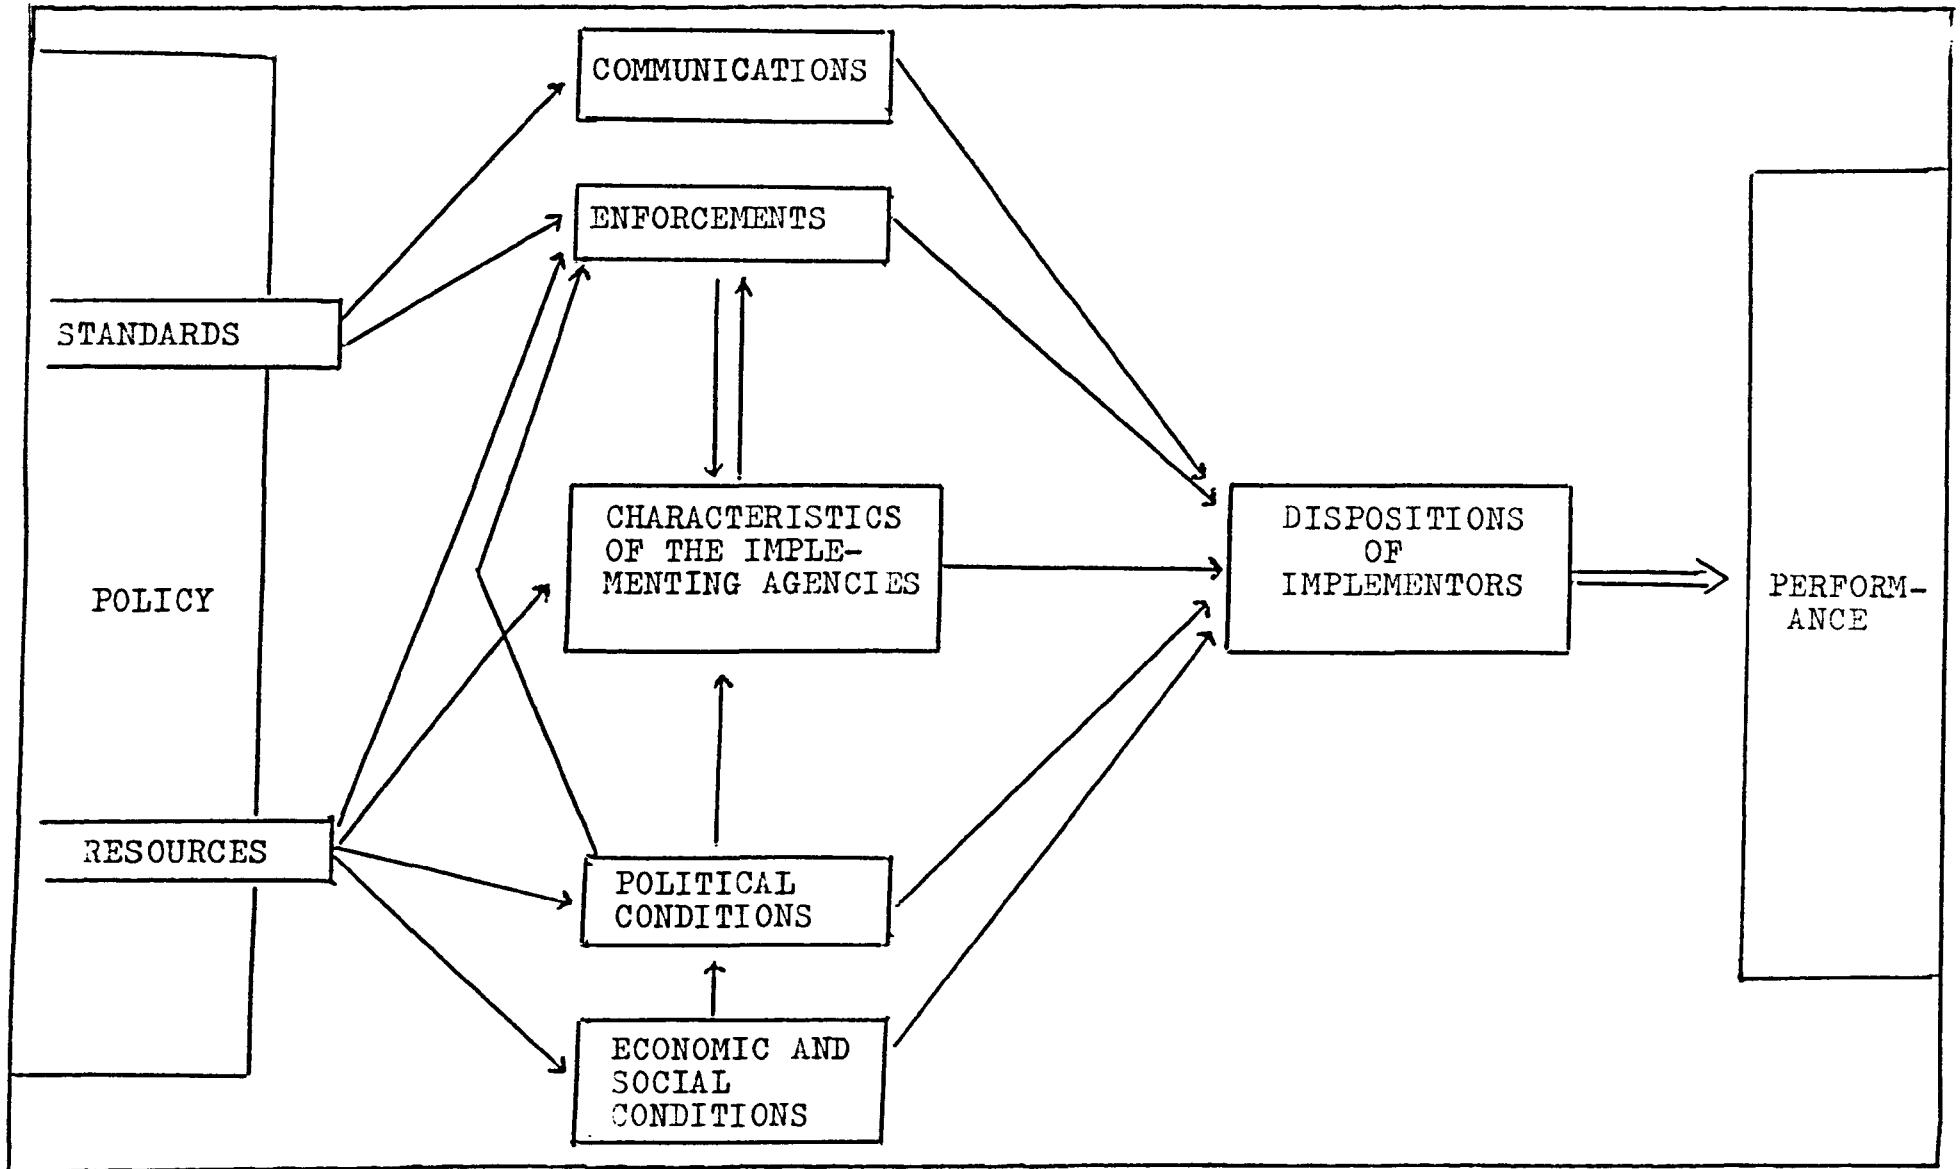 COMMUNICATIONS
ENFORCEMENTS
STANDARDS
CHARACTERISTICS
OF THE IMPLE-
MENTING AGENCIES
DISPOSITIONS
OF
IMPLEMENTORS
POLICY
PERFORM-
ANCE
RESOURCES
POLITICAL
CONDITIONS
ECONOMIC AND
SOCIAL
CONDITIONS